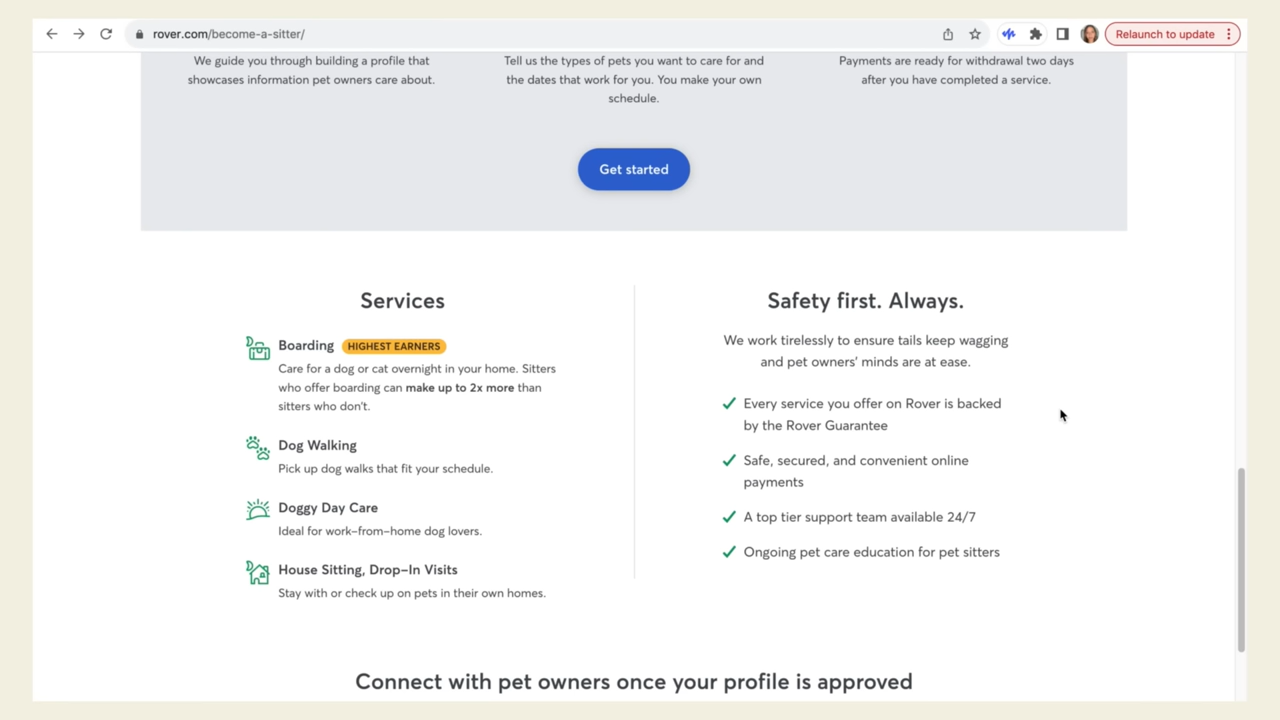 rover.com/become-a-sitter/
Relaunch to update
We guide you through building a profile that
showcases information pet owners care about.
Tell us the types of pets you want to care for and
the dates that work for you. You make your own
schedule.
Payments are ready for withdrawal two days
after you have completed a service.
Get started
Services
Boarding HIGHEST EARNERS
Care for a dog or cat overnight in your home. Sitters
who offer boarding can make up to 2x more than
sitters who don't.
Dog Walking
Pick up dog walks that fit your schedule.
Doggy Day Care
Ideal for work-from-home dog lovers.
House Sitting, Drop-In Visits
Stay with or check up on pets in their own homes.
Safety first. Always.
We work tirelessly to ensure tails keep wagging
and pet owners' minds are at ease.
Every service you offer on Rover is backed
by the Rover Guarantee
Safe, secured, and convenient online
payments
A top tier support team available 24/7
Ongoing pet care education for pet sitters
Connect with pet owners once your profile is approved